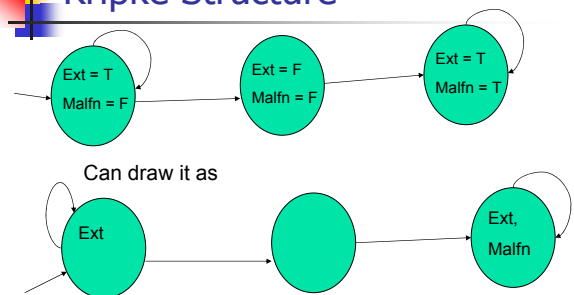 Kripke Structure
Ext = T
Malfn = F
Ext = F
Malfn = F
Ext = T
Malfn = T
Can draw it as
Ext
Ext,
Malfn